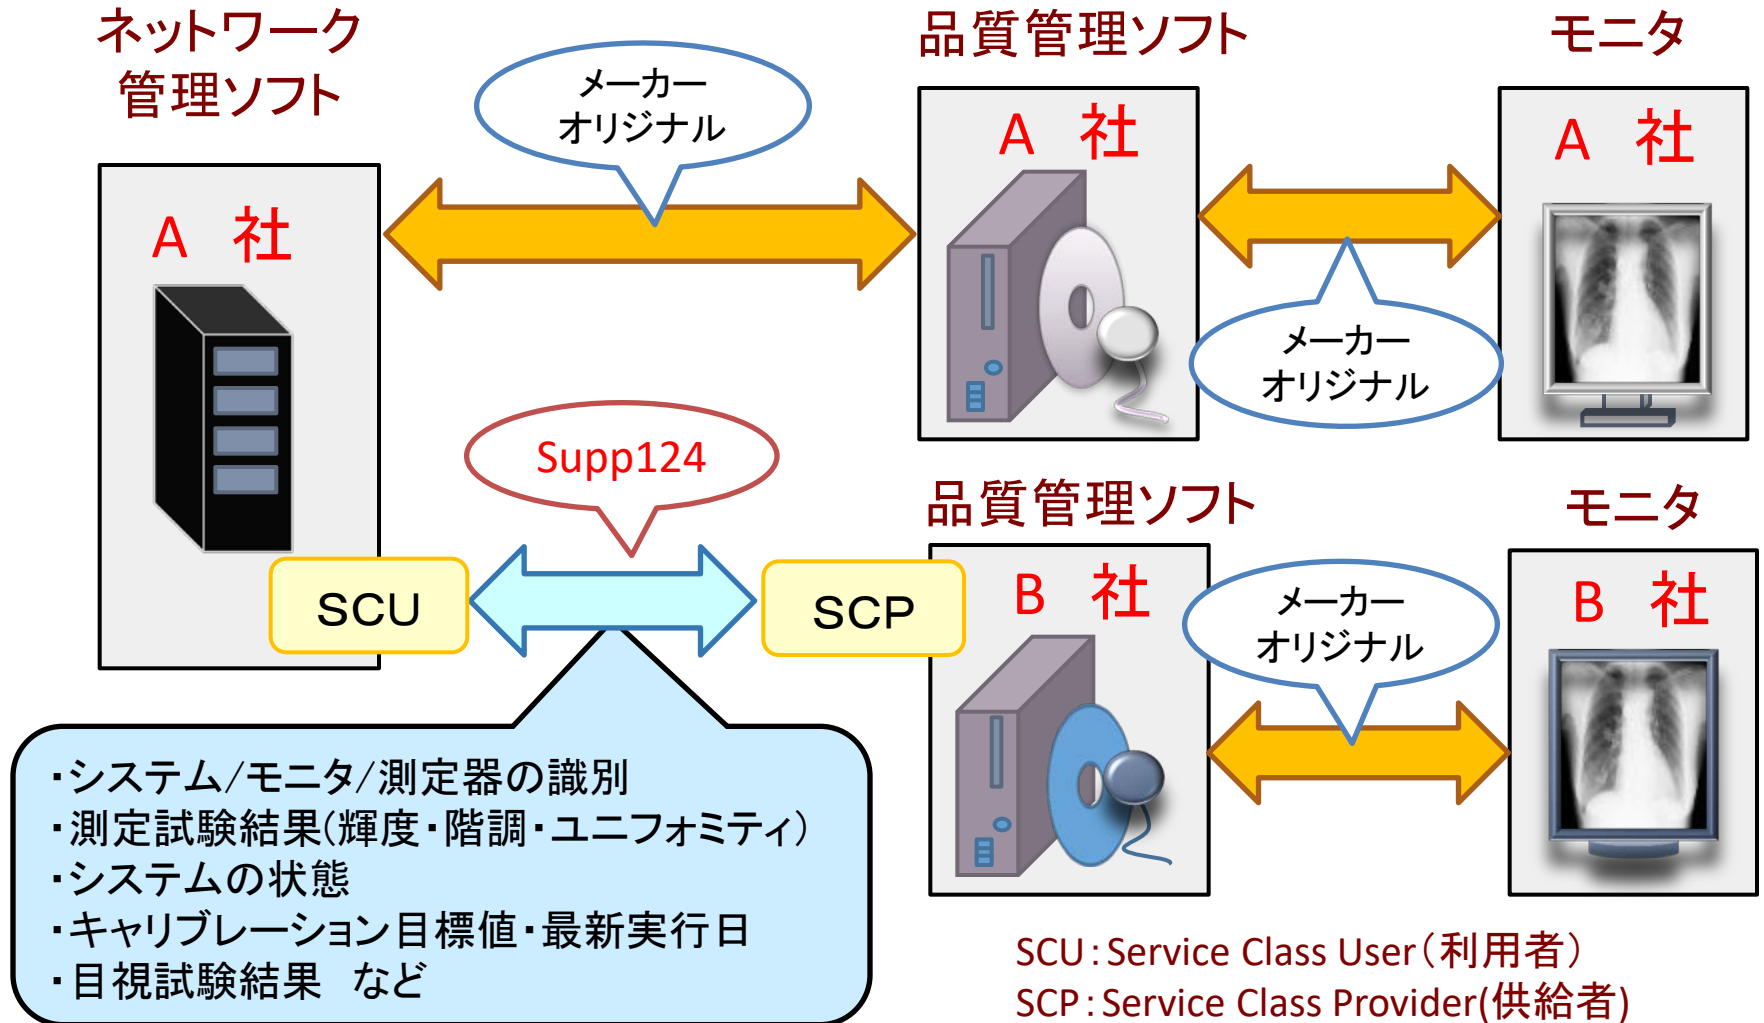 ネットワーク
管理ソフト
品質管理ソフト
モニタ
メーカー
オリジナル
A 社
A 社
A 社
メーカー
オリジナル
Supp124
品質管理ソフト
モニタ
SCU
SCP
B 社
メーカー
オリジナル
B 社
・システム/モニタ/測定器の識別
・測定試験結果(輝度・階調・ユニフォミティ)
・システムの状態
・キャリブレーション目標値・最新実行日
・目視試験結果 など
SCU：Service Class User（利用者）
SCP：Service Class Provider(供給者)